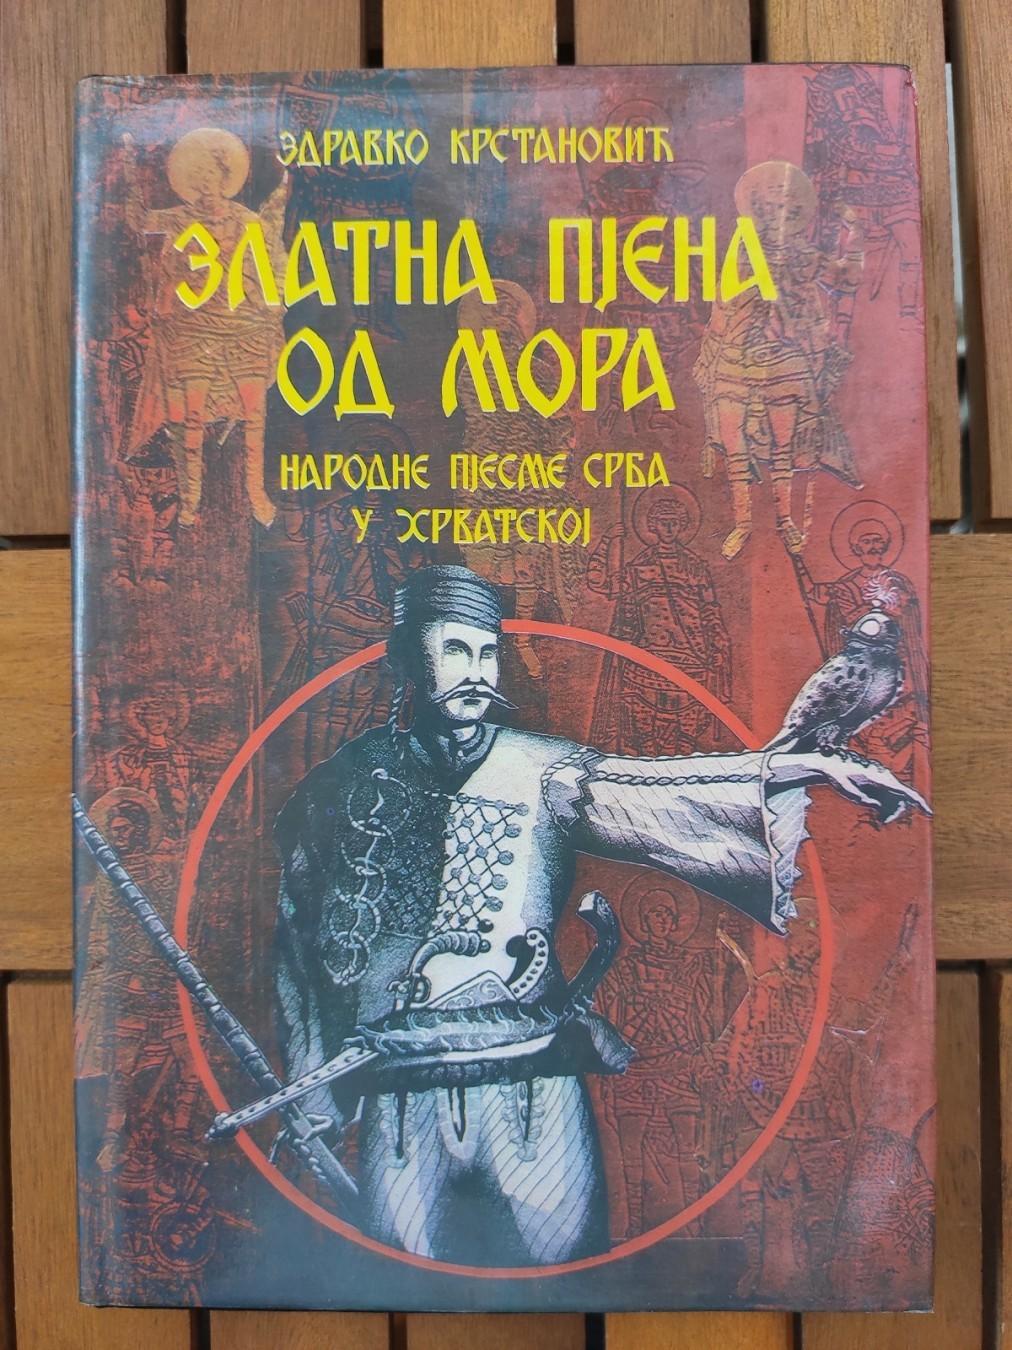 ЗДРАВКО КРСТАНОВИЋ
ЗЛАТНА ПЈЕНА
ОД МОРА
НАРОДНЕ ПЈЕСМЕ СРБА
У ХРВАТСКОЈ